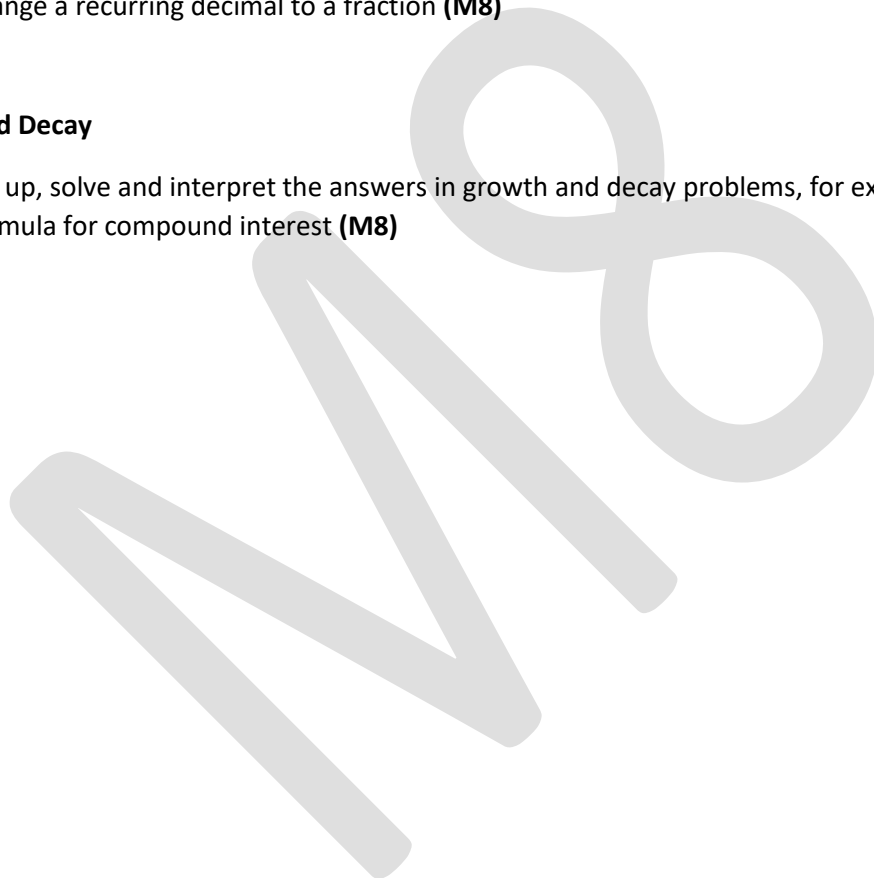 ange a recurring decimal to a fraction (M8)
d Decay
up, solve and interpret the answers in growth and decay problems, for ex
mula for compound interest (M8)
M8